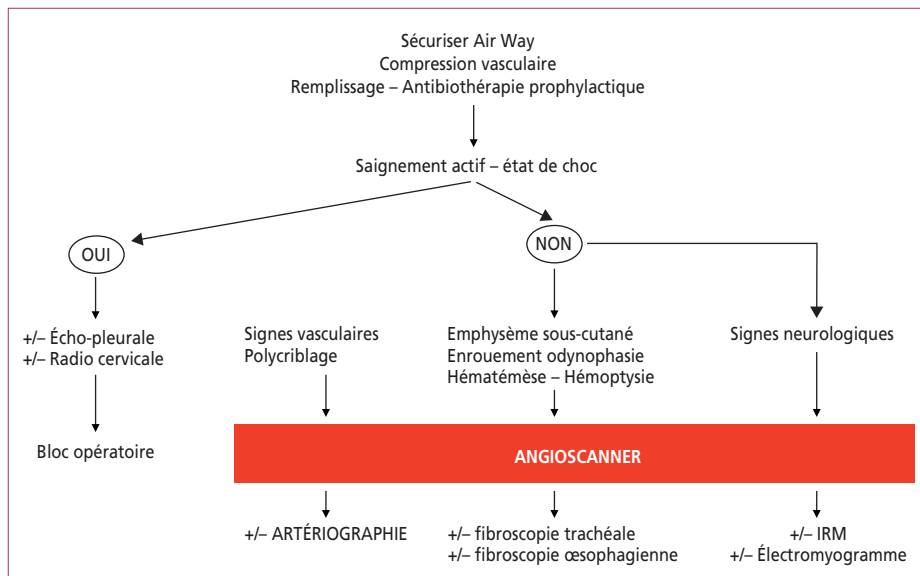 Sécuriser Air Way
Compression vasculaire
Remplissage – Antibiothérapie prophylactique
Saignement actif – état de choc
OUI
NON
+/– Écho-pleurale
+/– Radio cervicale
Signes vasculaires
Polycriblage
Emphysème sous-cutané
Enrouement odynophasie
Hématémèse – Hémoptysie
Signes neurologiques
Bloc opératoire
ANGIOSCANNER
+/– ARTÉRIOGRAPHIE
+/– fibroscopie trachéale
+/– fibroscopie œsophagienne
+/– IRM
+/– Électromyogramme